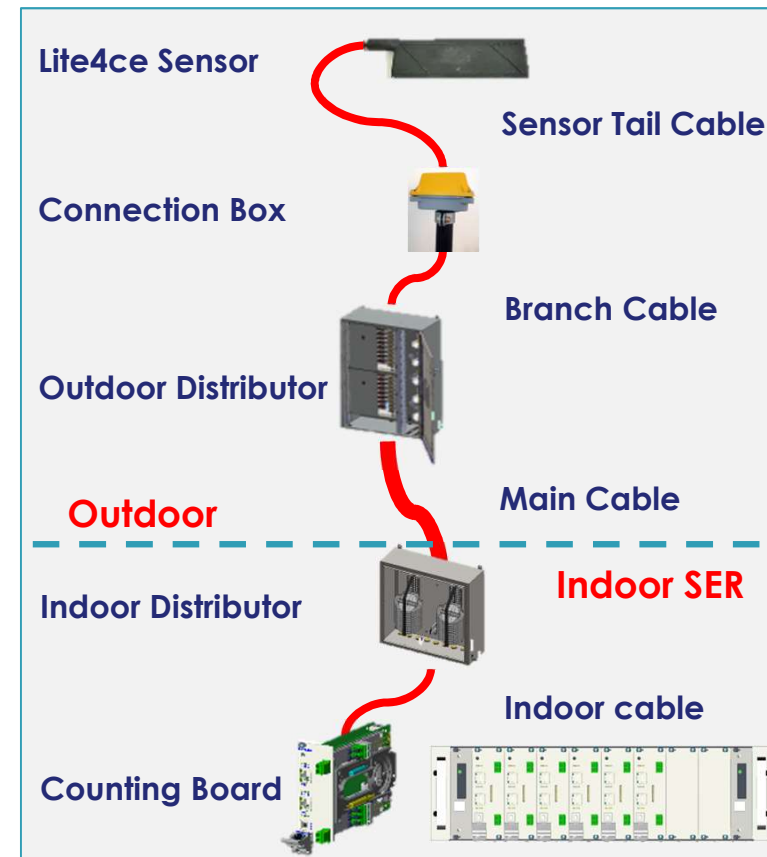 Lite4ce Sensor
Sensor Tail Cable
Connection Box
Branch Cable
Outdoor Distributor
Main Cable
Outdoor
Indoor SER
Indoor Distributor
Indoor cable
Counting Board